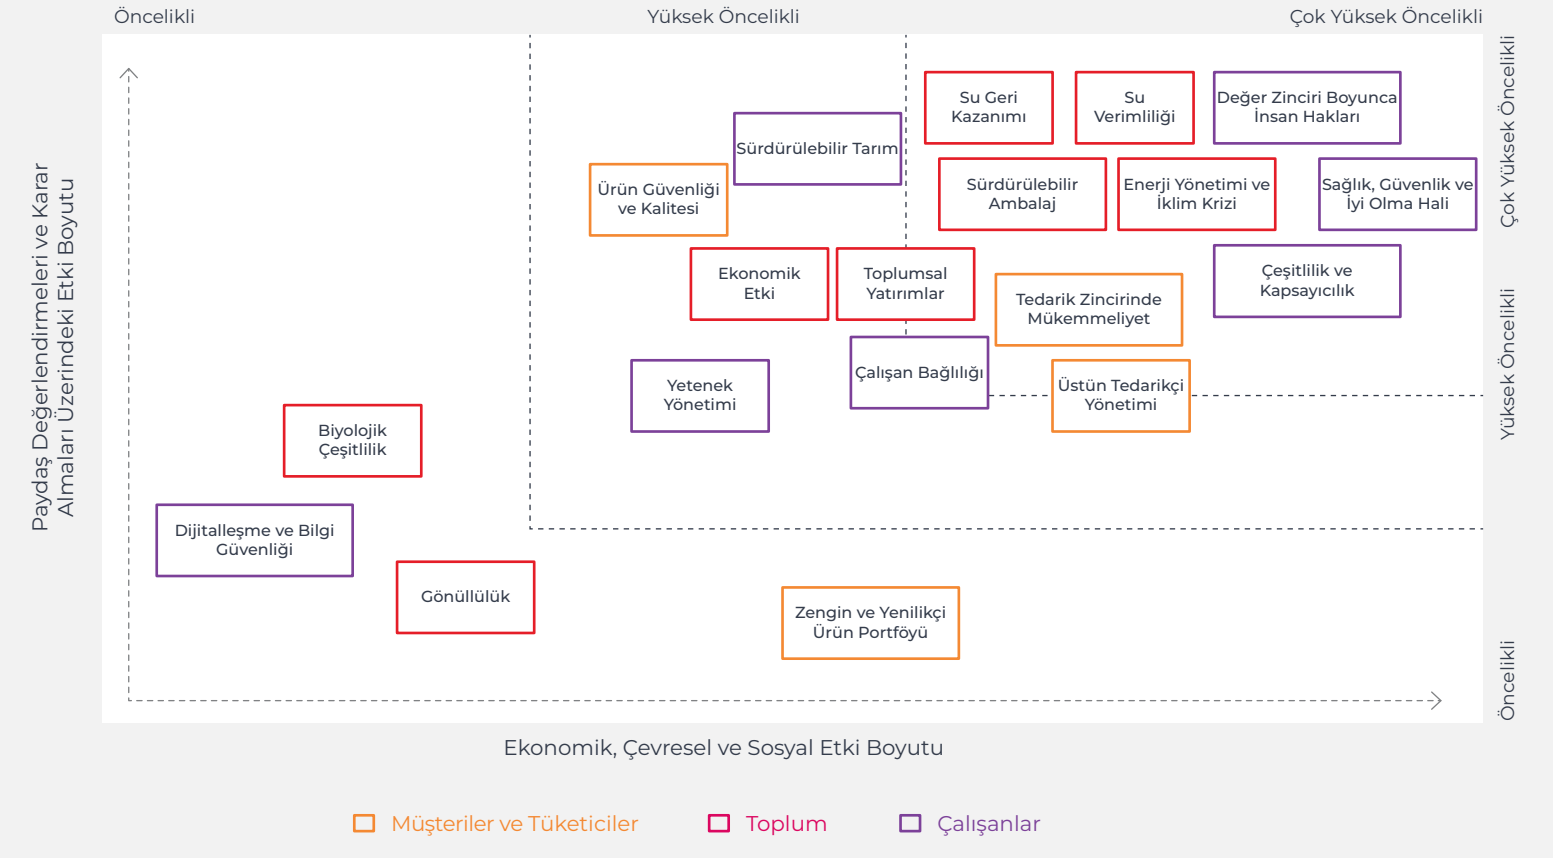 Öncelikli
Yüksek Öncelikli
Çok Yüksek Öncelikli
Paydaş Değerlendirmeleri ve Karar
Almaları Üzerindeki Etki Boyutu
Su Geri
Kazanımı
Su
Verimliliği
Değer Zinciri Boyunca
İnsan Hakları
Sürdürülebilir Tarım
Ürün Güvenliği
ve Kalitesi
Sürdürülebilir
Ambalaj
Enerji Yönetimi ve
İklim Krizi
Sağlık, Güvenlik ve
İyi Olma Hali
Ekonomik
Etki
Toplumsal
Yatırımlar
Tedarik Zincirinde
Mükemmeliyet
Çeşitlilik ve
Kapsayıcılık
Yetenek
Yönetimi
Çalışan Bağlılığı
Üstün Tedarikçi
Yönetimi
Biyolojik
Çeşitlilik
Dijitalleşme ve Bilgi
Güvenliği
Gönüllülük
Zengin ve Yenilikçi
Ürün Portföyü
Çok Yüksek Öncelikli
Yüksek Öncelikli
Öncelikli
Ekonomik, Çevresel ve Sosyal Etki Boyutu
Müşteriler ve Tüketiciler
Toplum
Çalışanlar